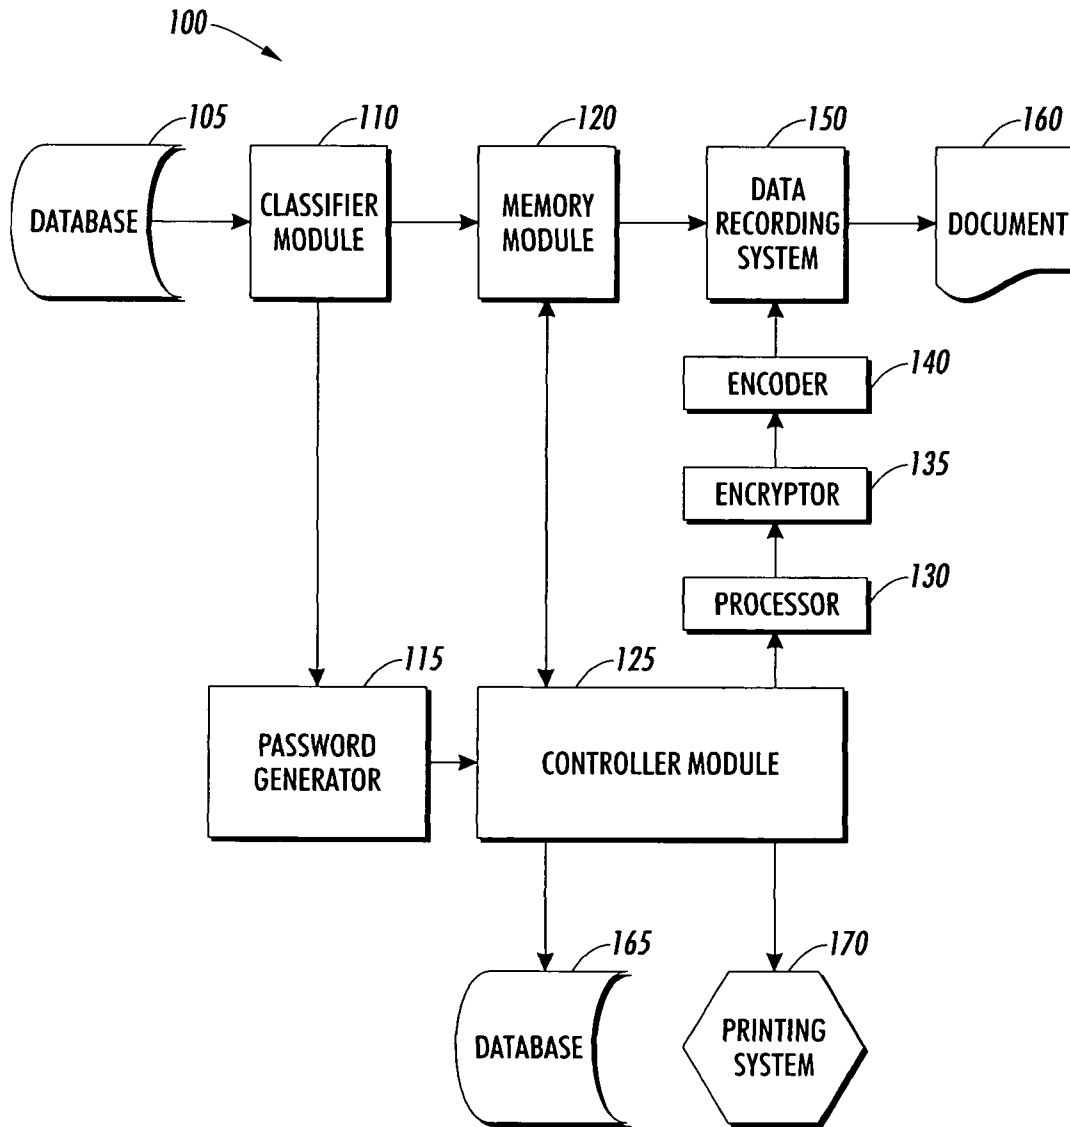 100
105
110
120
150
160
DATABASE
CLASSIFIER
MODULE
MEMORY
MODULE
DATA
RECORDING
SYSTEM
DOCUMENT
140
ENCODER
135
ENCRYPTOR
130
PROCESSOR
115
125
PASSWORD
GENERATOR
CONTROLLER MODULE
165
170
DATABASE
PRINTING
SYSTEM